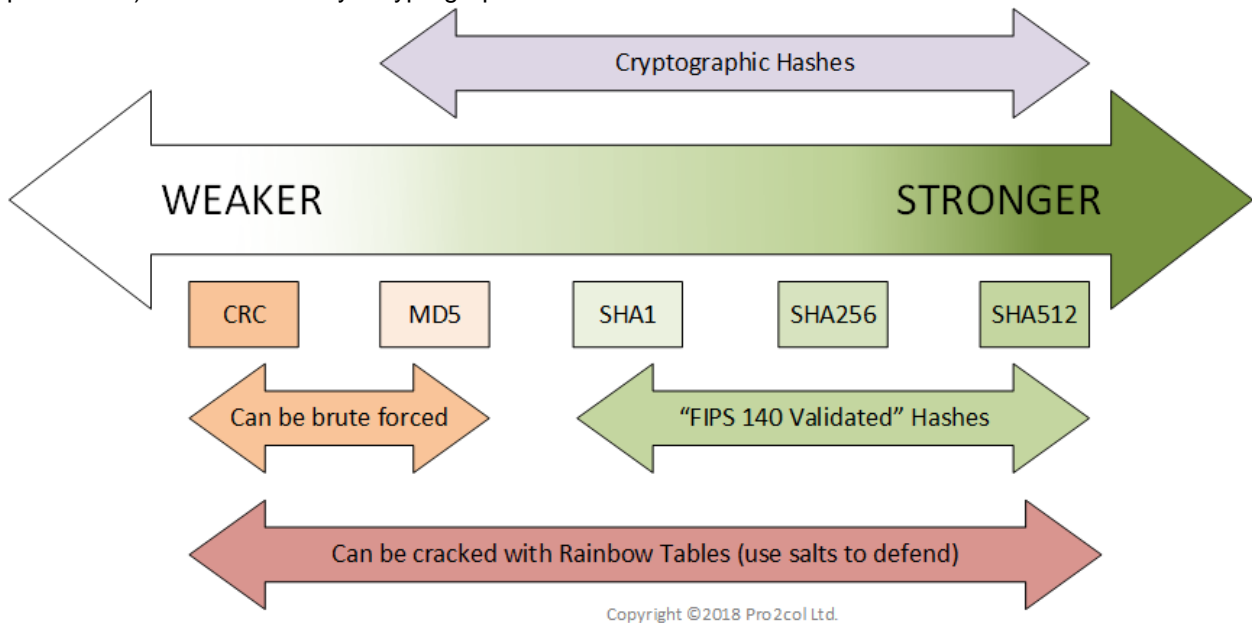 Cryptographic Hashes
WEAKER STRONGER
CRC MD5 SHA1 SHA256 SHA512
Can be brute forced "FIPS 140 Validated" Hashes
Can be cracked with Rainbow Tables (use salts to defend)
Copyright ©2018 Pro2col Ltd.